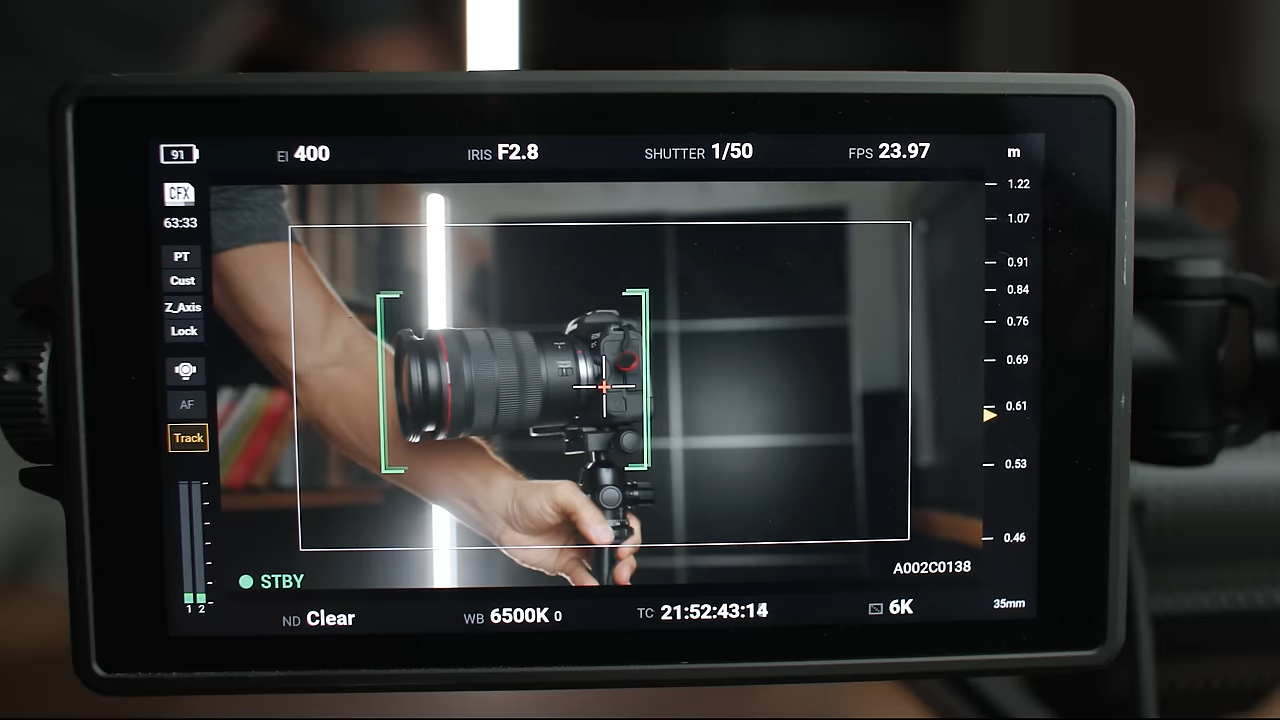 91
EI 400
IRIS F2.8
SHUTTER 1/50
FPS 23.97
m
CFX
63:33
PT
Cust
Z_Axis
Lock
AF
Track
1 2
1.22
1.07
0.91
0.84
0.76
0.69
0.61
0.53
0.46
STBY
A002C0138
ND Clear
WB 6500K 0
TC 21:52:43:14
6K
35mm